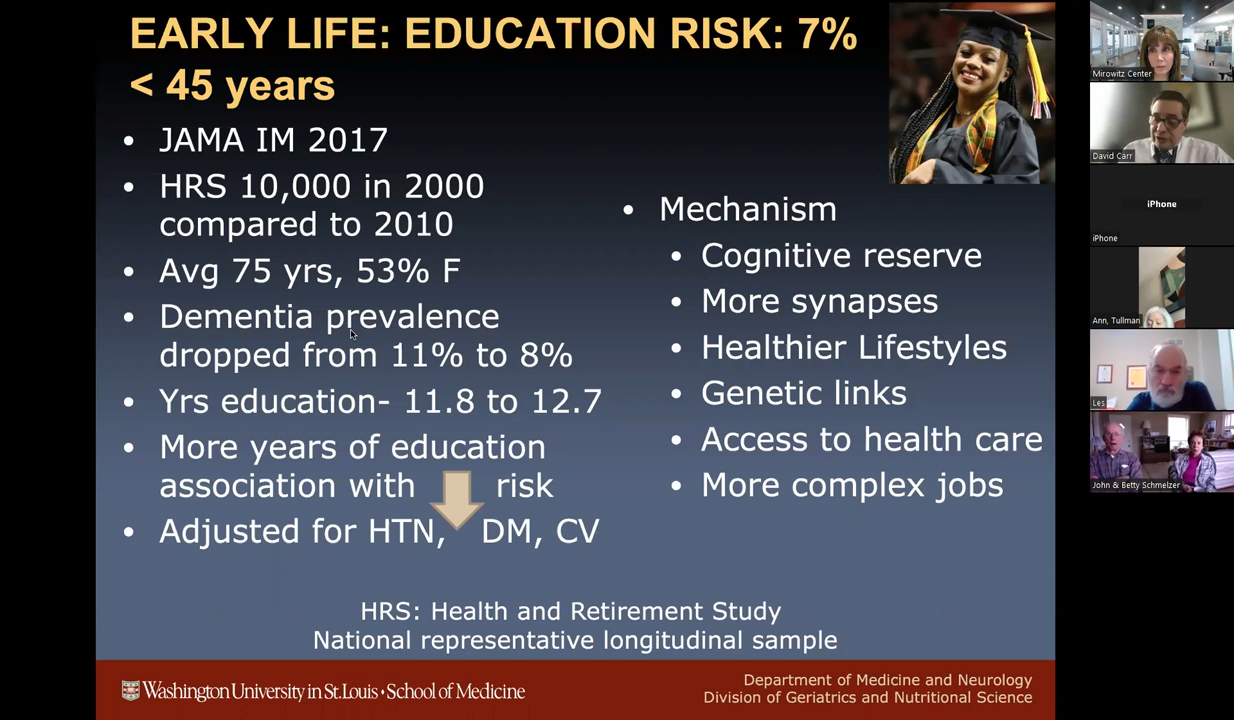 EARLY LIFE: EDUCATION RISK: 7%
< 45 years
• JAMA IM 2017
• HRS 10,000 in 2000
compared to 2010
• Avg 75 yrs, 53% F
• Dementia prevalence
dropped from 11% to 8%
• Yrs education- 11.8 to 12.7
• More years of education
association with risk
• Adjusted for HTN, DM, CV
• Mechanism
• Cognitive reserve
• More synapses
• Healthier Lifestyles
• Genetic links
• Access to health care
• More complex jobs
HRS: Health and Retirement Study
National representative longitudinal sample
Washington University in St. Louis • School of Medicine
Department of Medicine and Neurology
Division of Geriatrics and Nutritional Science
Mirowitz Center
David Carr
iPhone
iPhone
Ann, Tullman
Les
John & Betty Schmelzer